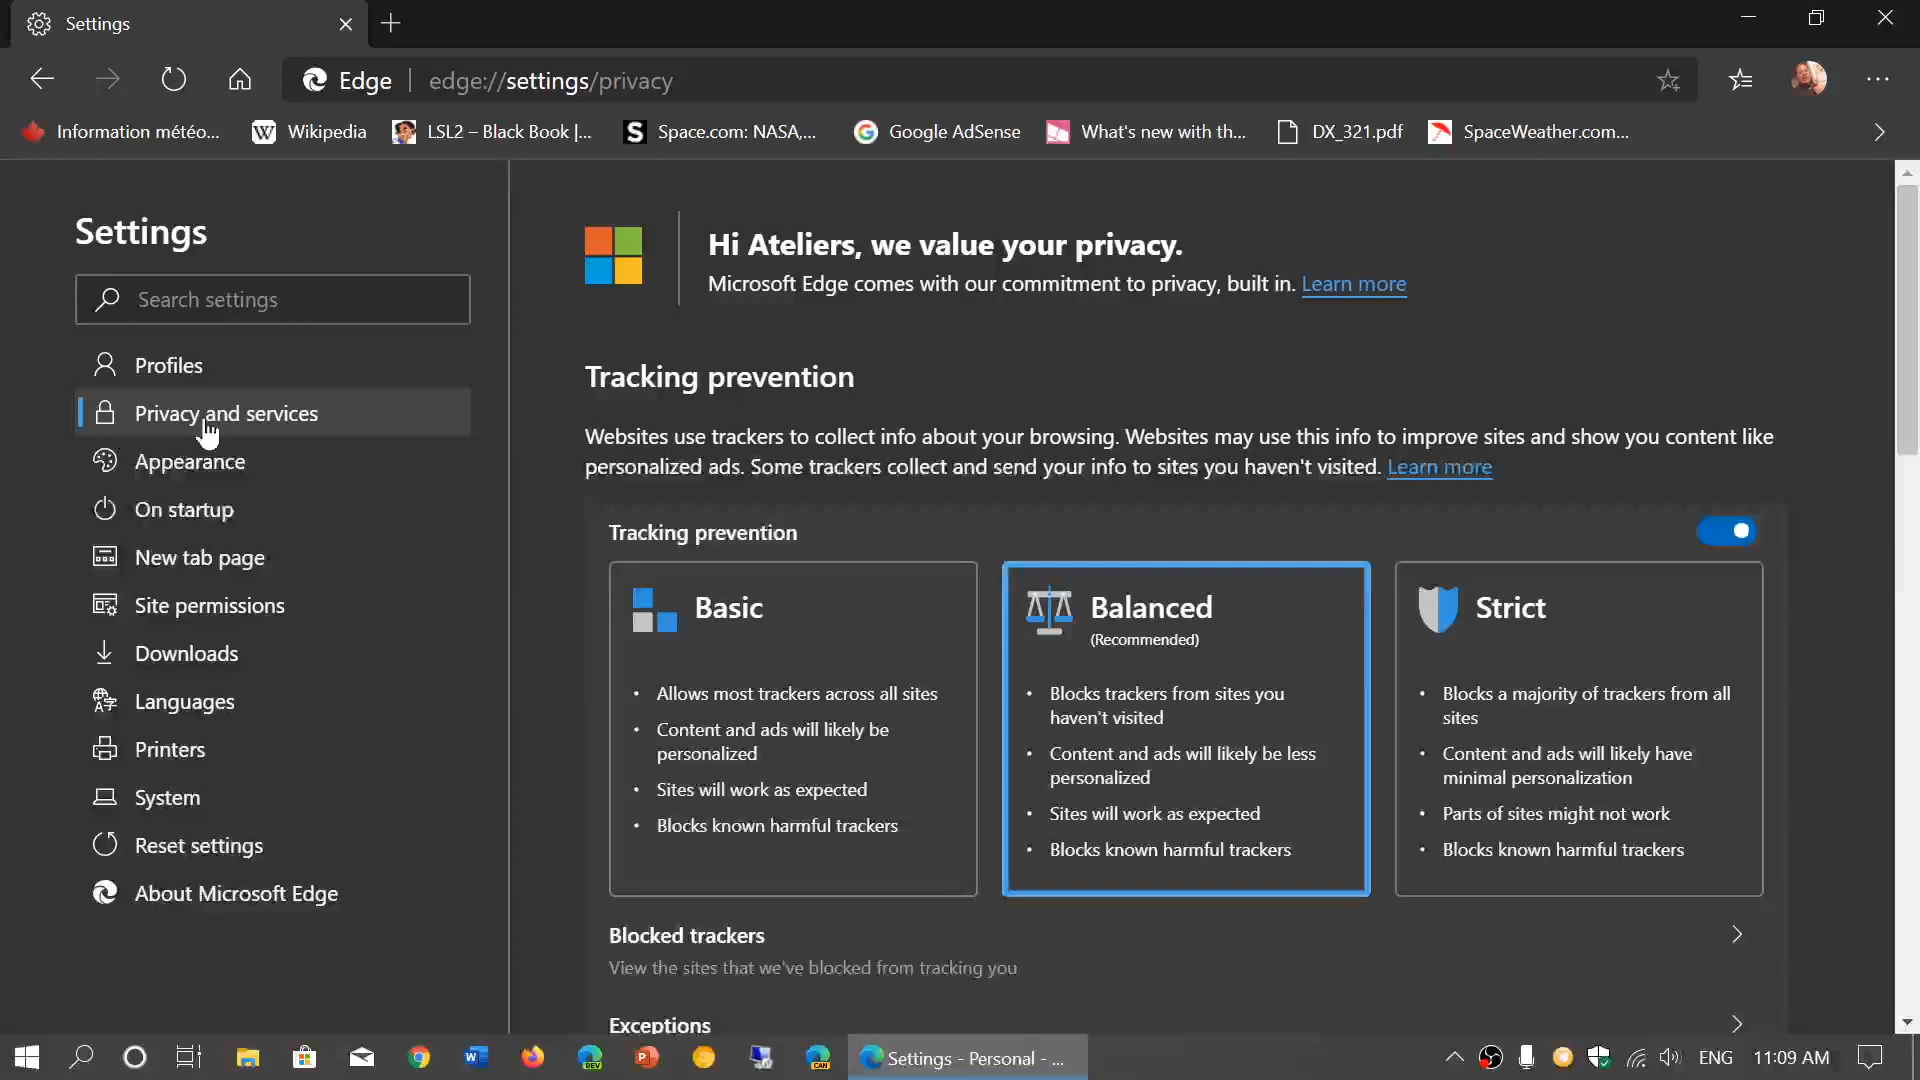 Settings
Edge
edge://settings/privacy
Information météo...
Wikipedia
LSL2 – Black Book |...
Space.com: NASA,...
Google AdSense
What's new with th...
DX_321.pdf
SpaceWeather.com...
Settings
Search settings
Profiles
Privacy and services
Appearance
On startup
New tab page
Site permissions
Downloads
Languages
Printers
System
Reset settings
About Microsoft Edge
Hi Ateliers, we value your privacy.
Microsoft Edge comes with our commitment to privacy, built in. Learn more
Tracking prevention
Websites use trackers to collect info about your browsing. Websites may use this info to improve sites and show you content like
personalized ads. Some trackers collect and send your info to sites you haven't visited. Learn more
Tracking prevention
Basic
• Allows most trackers across all sites
• Content and ads will likely be
personalized
• Sites will work as expected
• Blocks known harmful trackers
Balanced
(Recommended)
• Blocks trackers from sites you
haven't visited
• Content and ads will likely be less
personalized
• Sites will work as expected
• Blocks known harmful trackers
Strict
• Blocks a majority of trackers from all
sites
• Content and ads will likely have
minimal personalization
• Parts of sites might not work
• Blocks known harmful trackers
Blocked trackers
View the sites that we've blocked from tracking you
Exceptions
DEV
CAN
Settings - Personal - ...
ENG
11:09 AM